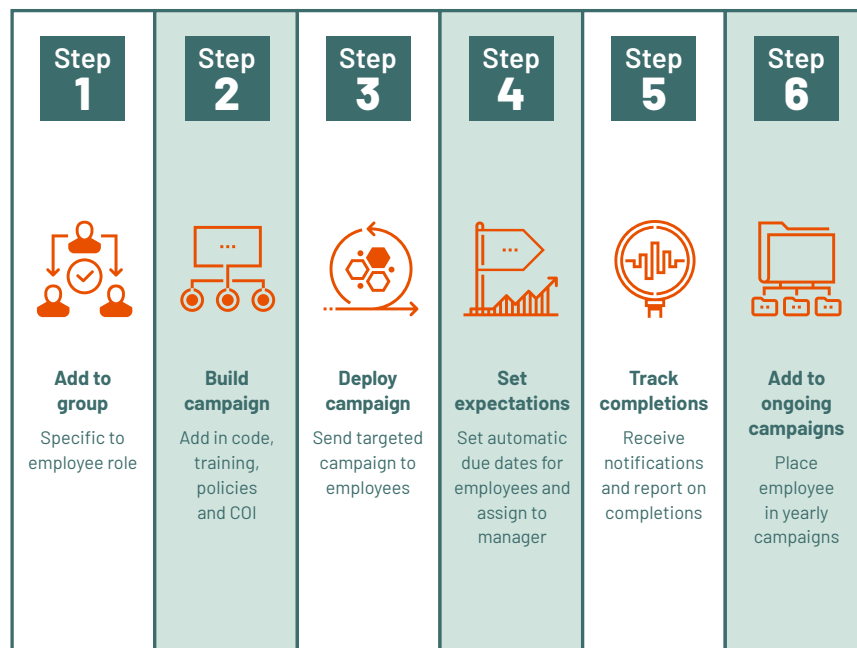 Step
1
Add to
group
Specific to
employee role
Step
2
Build
campaign
Add in code,
training,
policies
and COI
Step
3
Deploy
campaign
Send targeted
campaign to
employees
Step
4
Set
expectations
Set automatic
due dates for
employees and
assign to
manager
Step
5
Track
completions
Receive
notifications
and report on
completions
Step
6
Add to
ongoing
campaigns
Place
employee
in yearly
campaigns